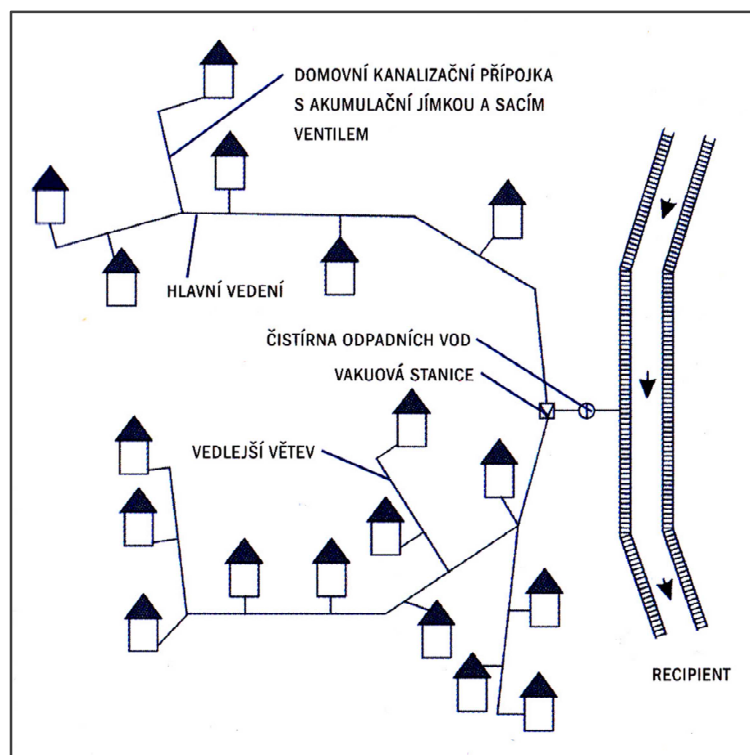 DOMOVNÍ KANALIZAČNÍ PŘÍPOJKA
S AKUMULAČNÍ JÍMKOU A SACÍM
VENTILEM
HLAVNÍ VEDENÍ
ČISTÍRNA ODPADNÍCH VOD
VAKUOVÁ STANICE
VEDLEJŠÍ VĚTEV
RECIPIENT